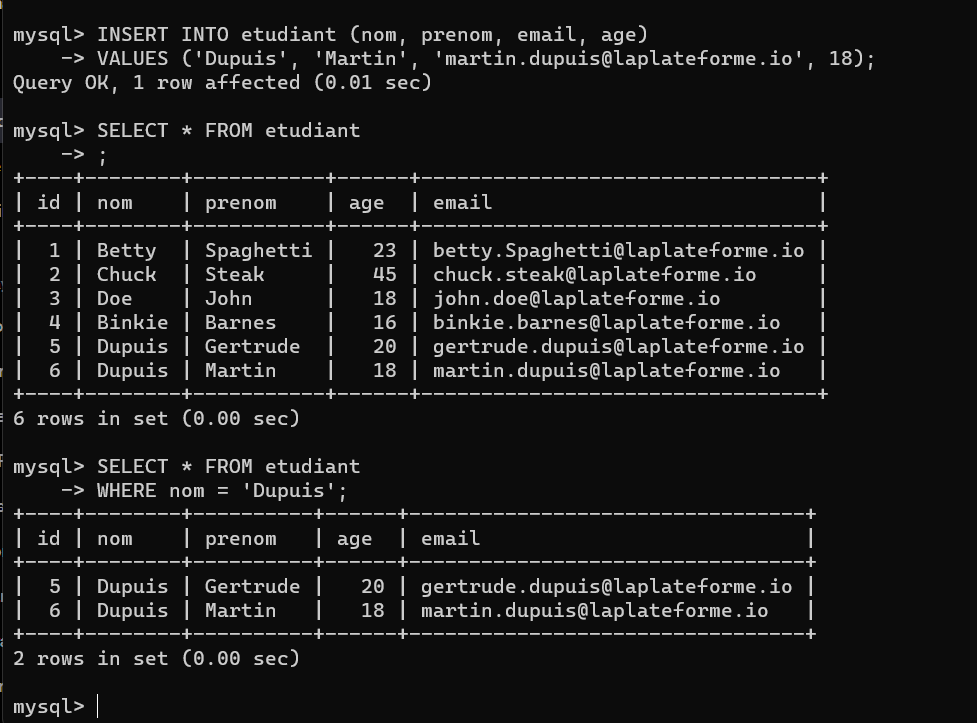 mysql> INSERT INTO etudiant (nom, prenom, email, age)
    -> VALUES ('Dupuis', 'Martin', 'martin.dupuis@laplateforme.io', 18);
Query OK, 1 row affected (0.01 sec)
mysql> SELECT * FROM etudiant
    -> ;
+----+--------+-----------+------+---------------------------------+
| id | nom    | prenom    | age  | email                           |
+----+--------+-----------+------+---------------------------------+
|  1 | Betty  | Spaghetti |   23 | betty.Spaghetti@laplateforme.io |
|  2 | Chuck  | Steak     |   45 | chuck.steak@laplateforme.io     |
|  3 | Doe    | John      |   18 | john.doe@laplateforme.io        |
|  4 | Binkie | Barnes    |   16 | binkie.barnes@laplateforme.io   |
|  5 | Dupuis | Gertrude  |   20 | gertrude.dupuis@laplateforme.io |
|  6 | Dupuis | Martin    |   18 | martin.dupuis@laplateforme.io   |
+----+--------+-----------+------+---------------------------------+
6 rows in set (0.00 sec)
mysql> SELECT * FROM etudiant
    -> WHERE nom = 'Dupuis';
+----+--------+----------+------+---------------------------------+
| id | nom    | prenom   | age  | email                           |
+----+--------+----------+------+---------------------------------+
|  5 | Dupuis | Gertrude |   20 | gertrude.dupuis@laplateforme.io |
|  6 | Dupuis | Martin   |   18 | martin.dupuis@laplateforme.io   |
+----+--------+----------+------+---------------------------------+
2 rows in set (0.00 sec)
mysql>